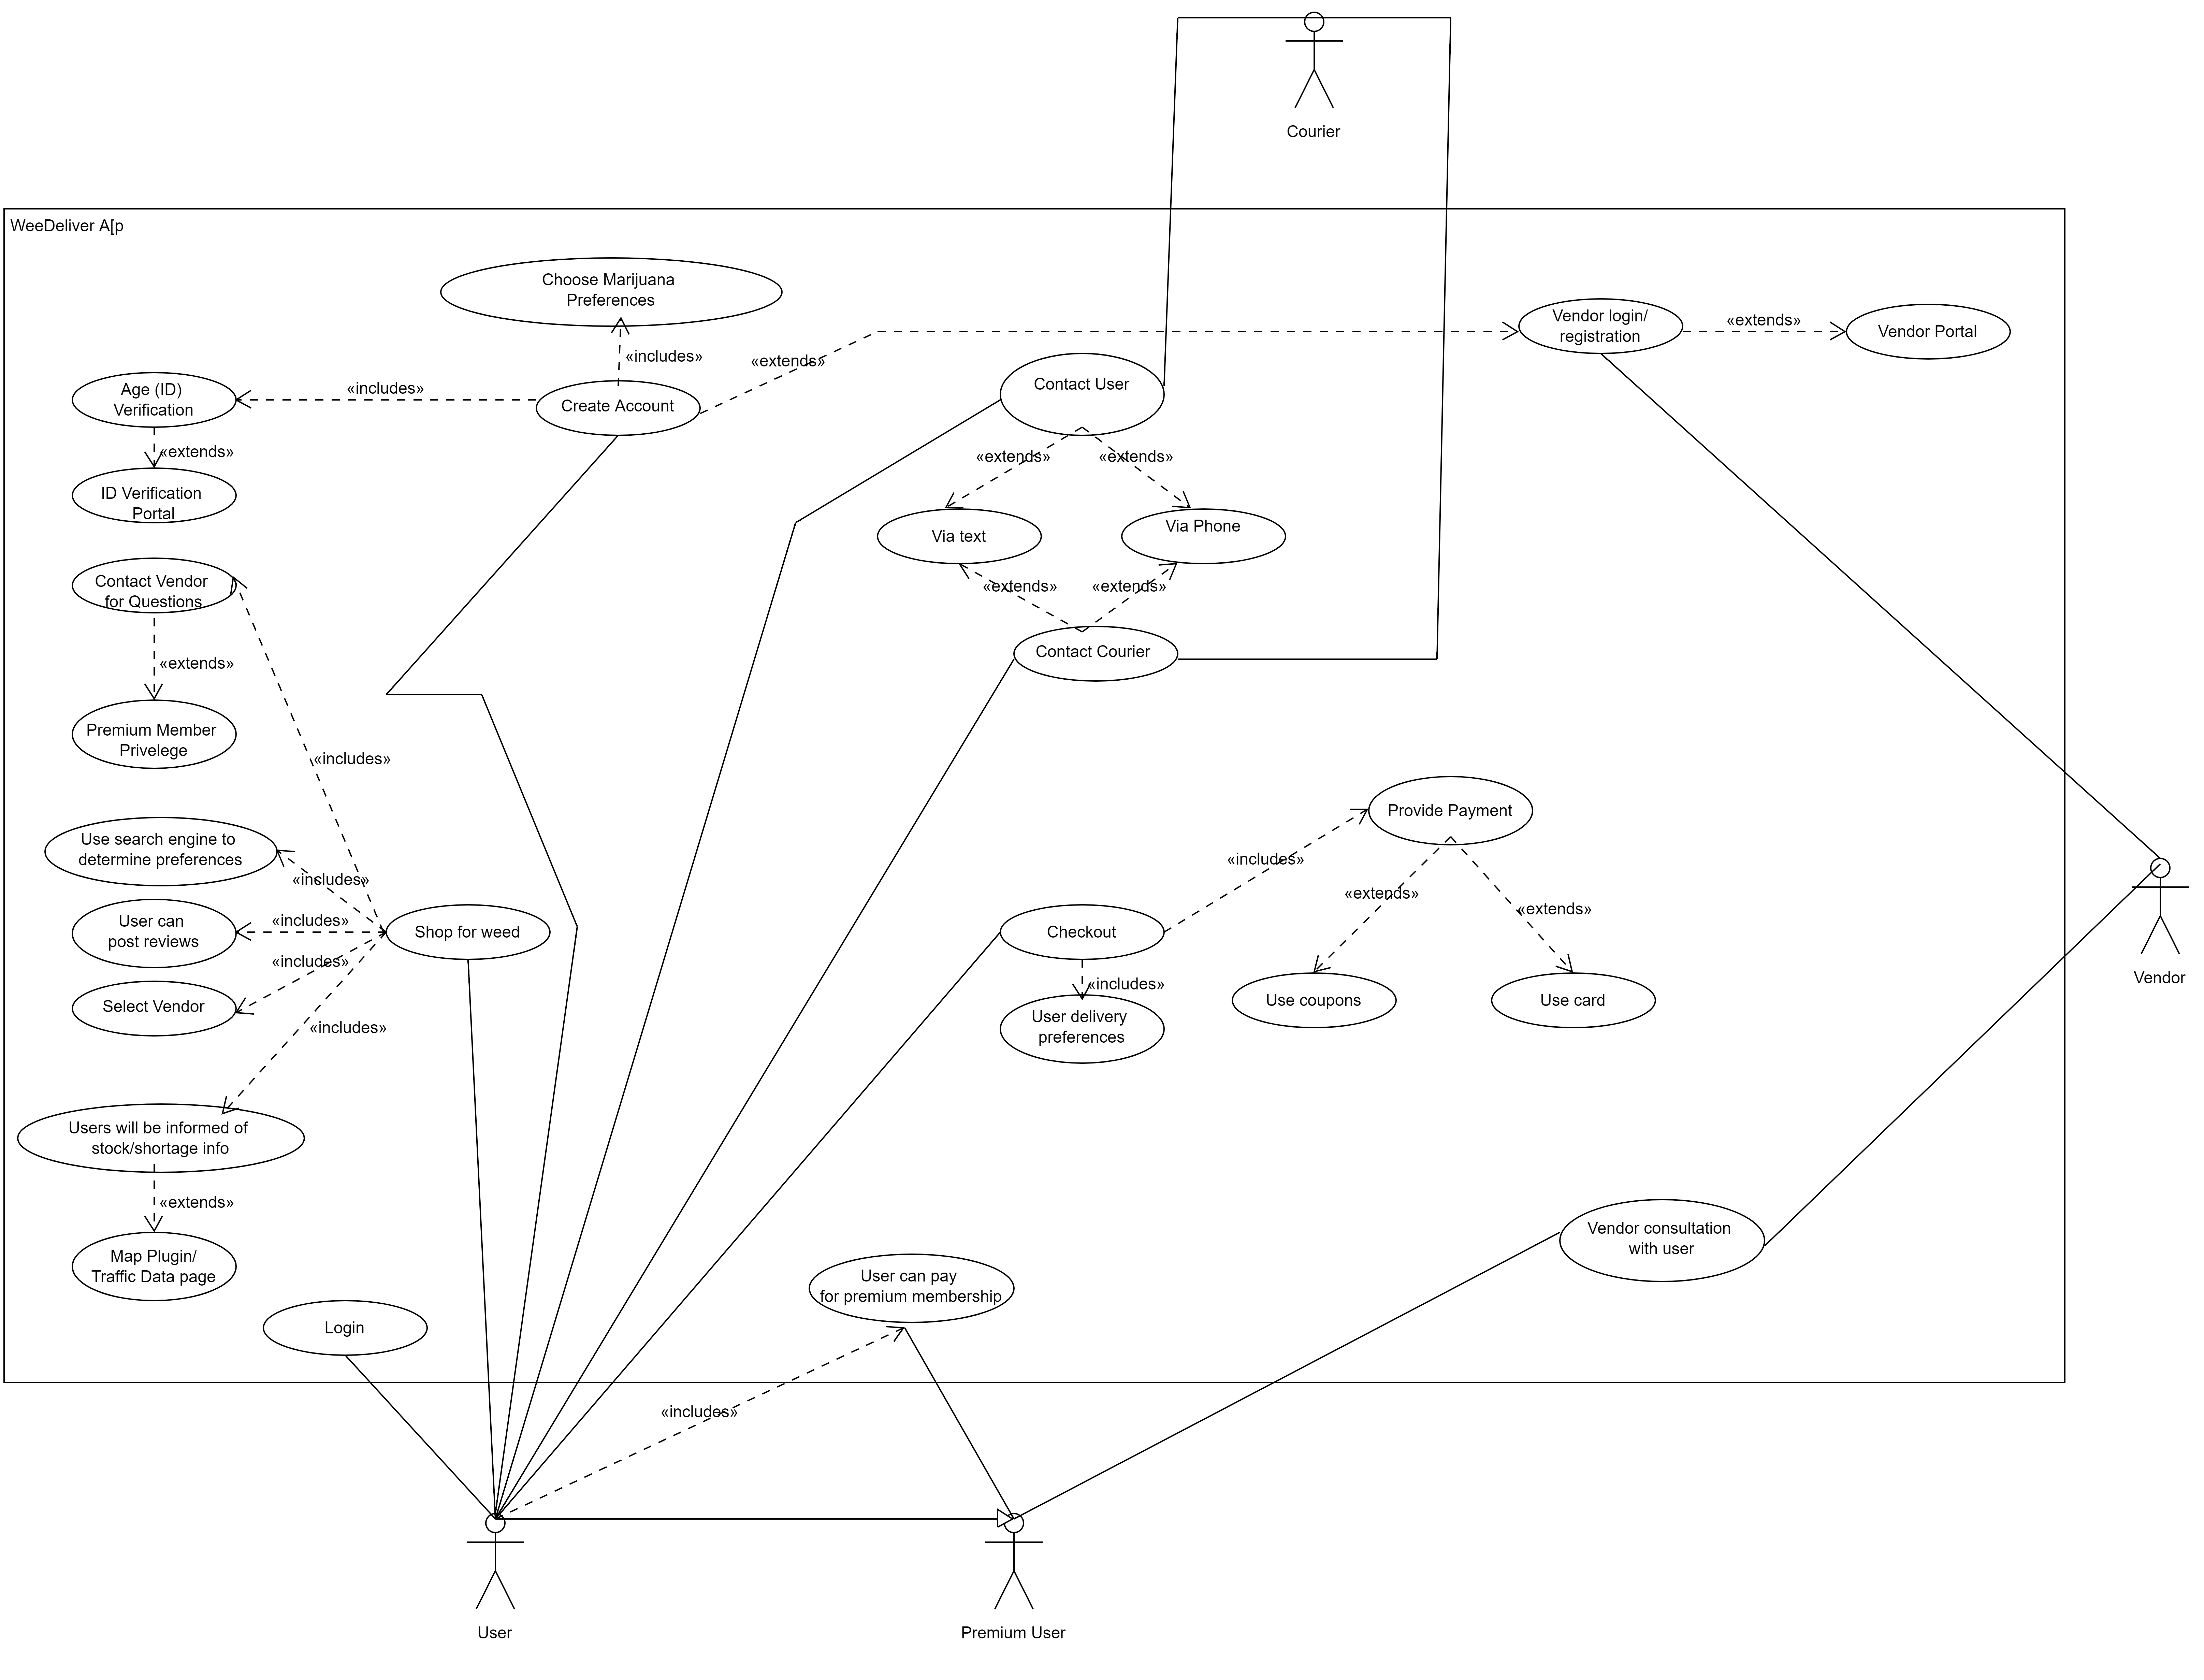 Courier
WeeDeliver A[p
Choose Marijuana
Preferences
Vendor login/
registration
«extends»
Vendor Portal
«includes»
«extends»
Age (ID)
Verification
«includes»
Create Account
Contact User
«extends»
«extends»
«extends»
ID Verification
Portal
Via text
Via Phone
Contact Vendor
for Questions
«extends»
«extends»
Contact Courier
«extends»
Premium Member
Privelege
«includes»
Provide Payment
Use search engine to
determine preferences
«includes»
«includes»
«extends»
«extends»
User can
post reviews
«includes»
Shop for weed
Checkout
«includes»
«includes»
Vendor
Select Vendor
User delivery
preferences
Use coupons
Use card
«includes»
Users will be informed of
stock/shortage info
«extends»
Vendor consultation
with user
Map Plugin/
Traffic Data page
User can pay
for premium membership
Login
«includes»
User
Premium User